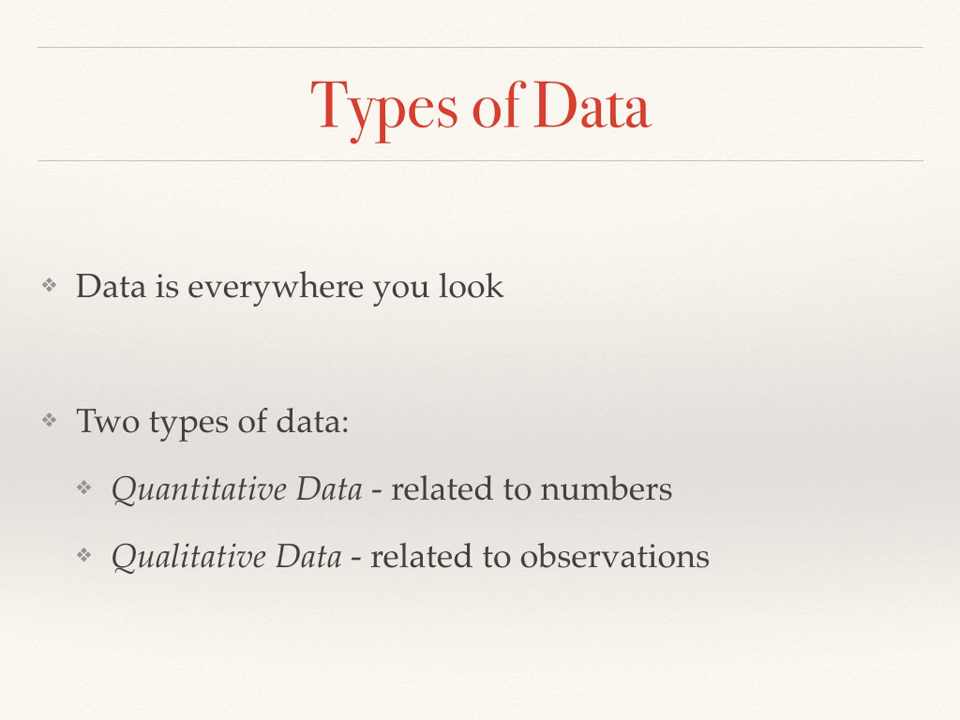 Types of Data
❖ Data is everywhere you look
❖ Two types of data:
❖ Quantitative Data - related to numbers
❖ Qualitative Data - related to observations